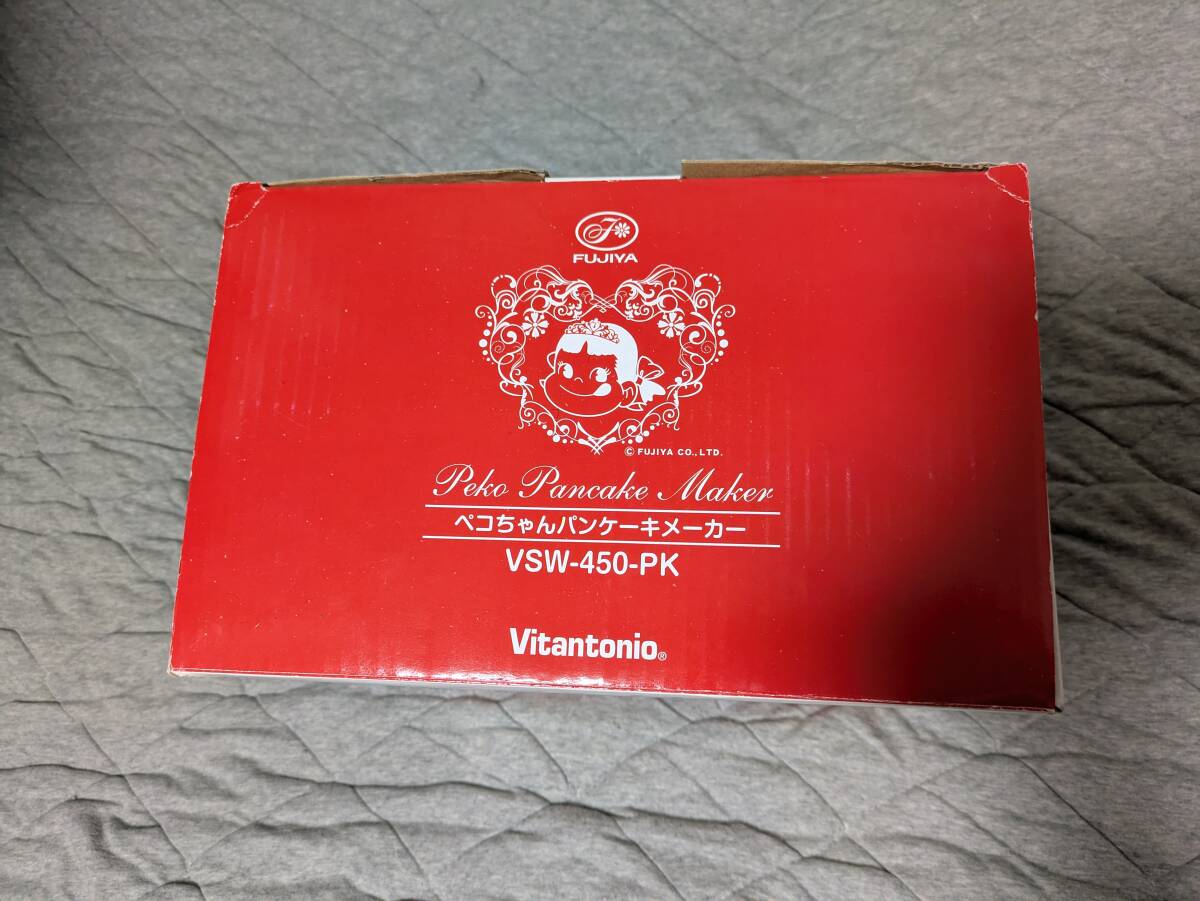 F
FUJIYA
© FUJIYA CO., LTD.
Peko Pancake Maker
ペコちゃんパンケーキメーカー
VSW-450-PK
Vitantonio®